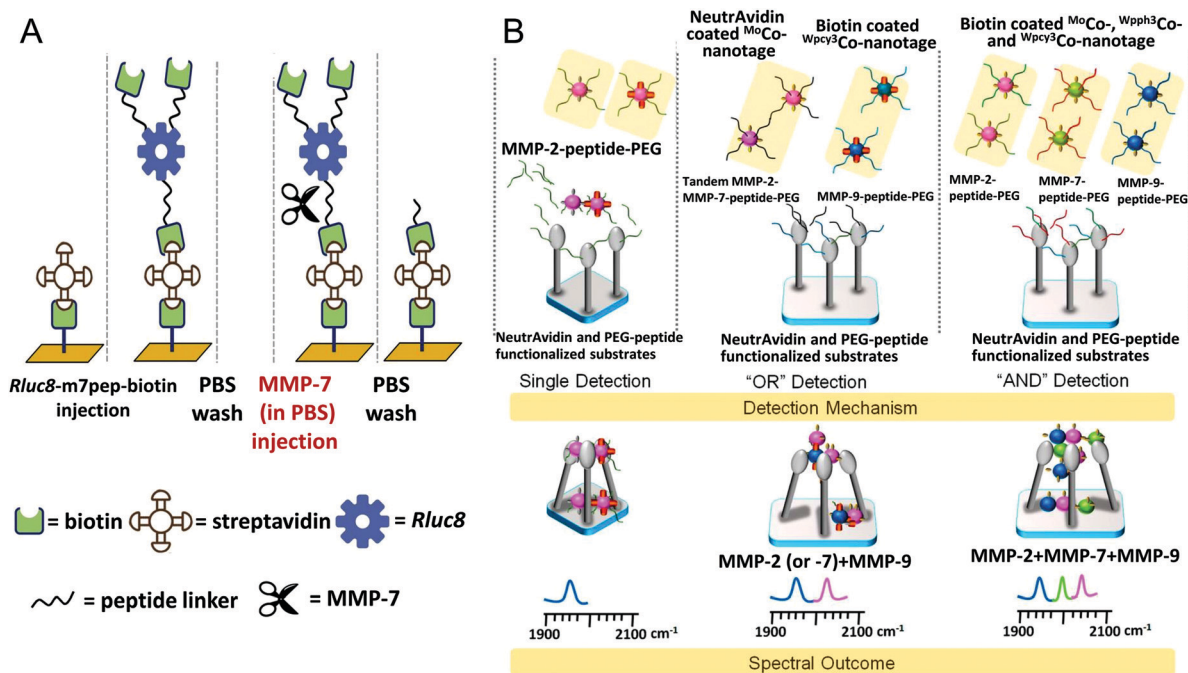 A
Rluc8-m7pep-biotin
injection
PBS
wash
MMP-7
(in PBS)
injection
PBS
wash
= biotin
= streptavidin
= Rluc8
= peptide linker
= MMP-7
B
MMP-2-peptide-PEG
NeutrAvidin and PEG-peptide
functionalized substrates
Single Detection
NeutrAvidin
coated MoCo-
nanotage
Biotin coated
Wpcy3Co-nanotage
Tandem MMP-2-
MMP-7-peptide-PEG
MMP-9-peptide-PEG
NeutrAvidin and PEG-peptide
functionalized substrates
“OR” Detection
Biotin coated MoCo-, Wpph3Co-
and Wpcy3Co-nanotage
MMP-2-
peptide-PEG
MMP-7-
peptide-PEG
MMP-9-
peptide-PEG
NeutrAvidin and PEG-peptide
functionalized substrates
“AND” Detection
Detection Mechanism
MMP-2 (or -7)+MMP-9
MMP-2+MMP-7+MMP-9
1900 2100 cm-1
1900 2100 cm-1
1900 2100 cm-1
Spectral Outcome